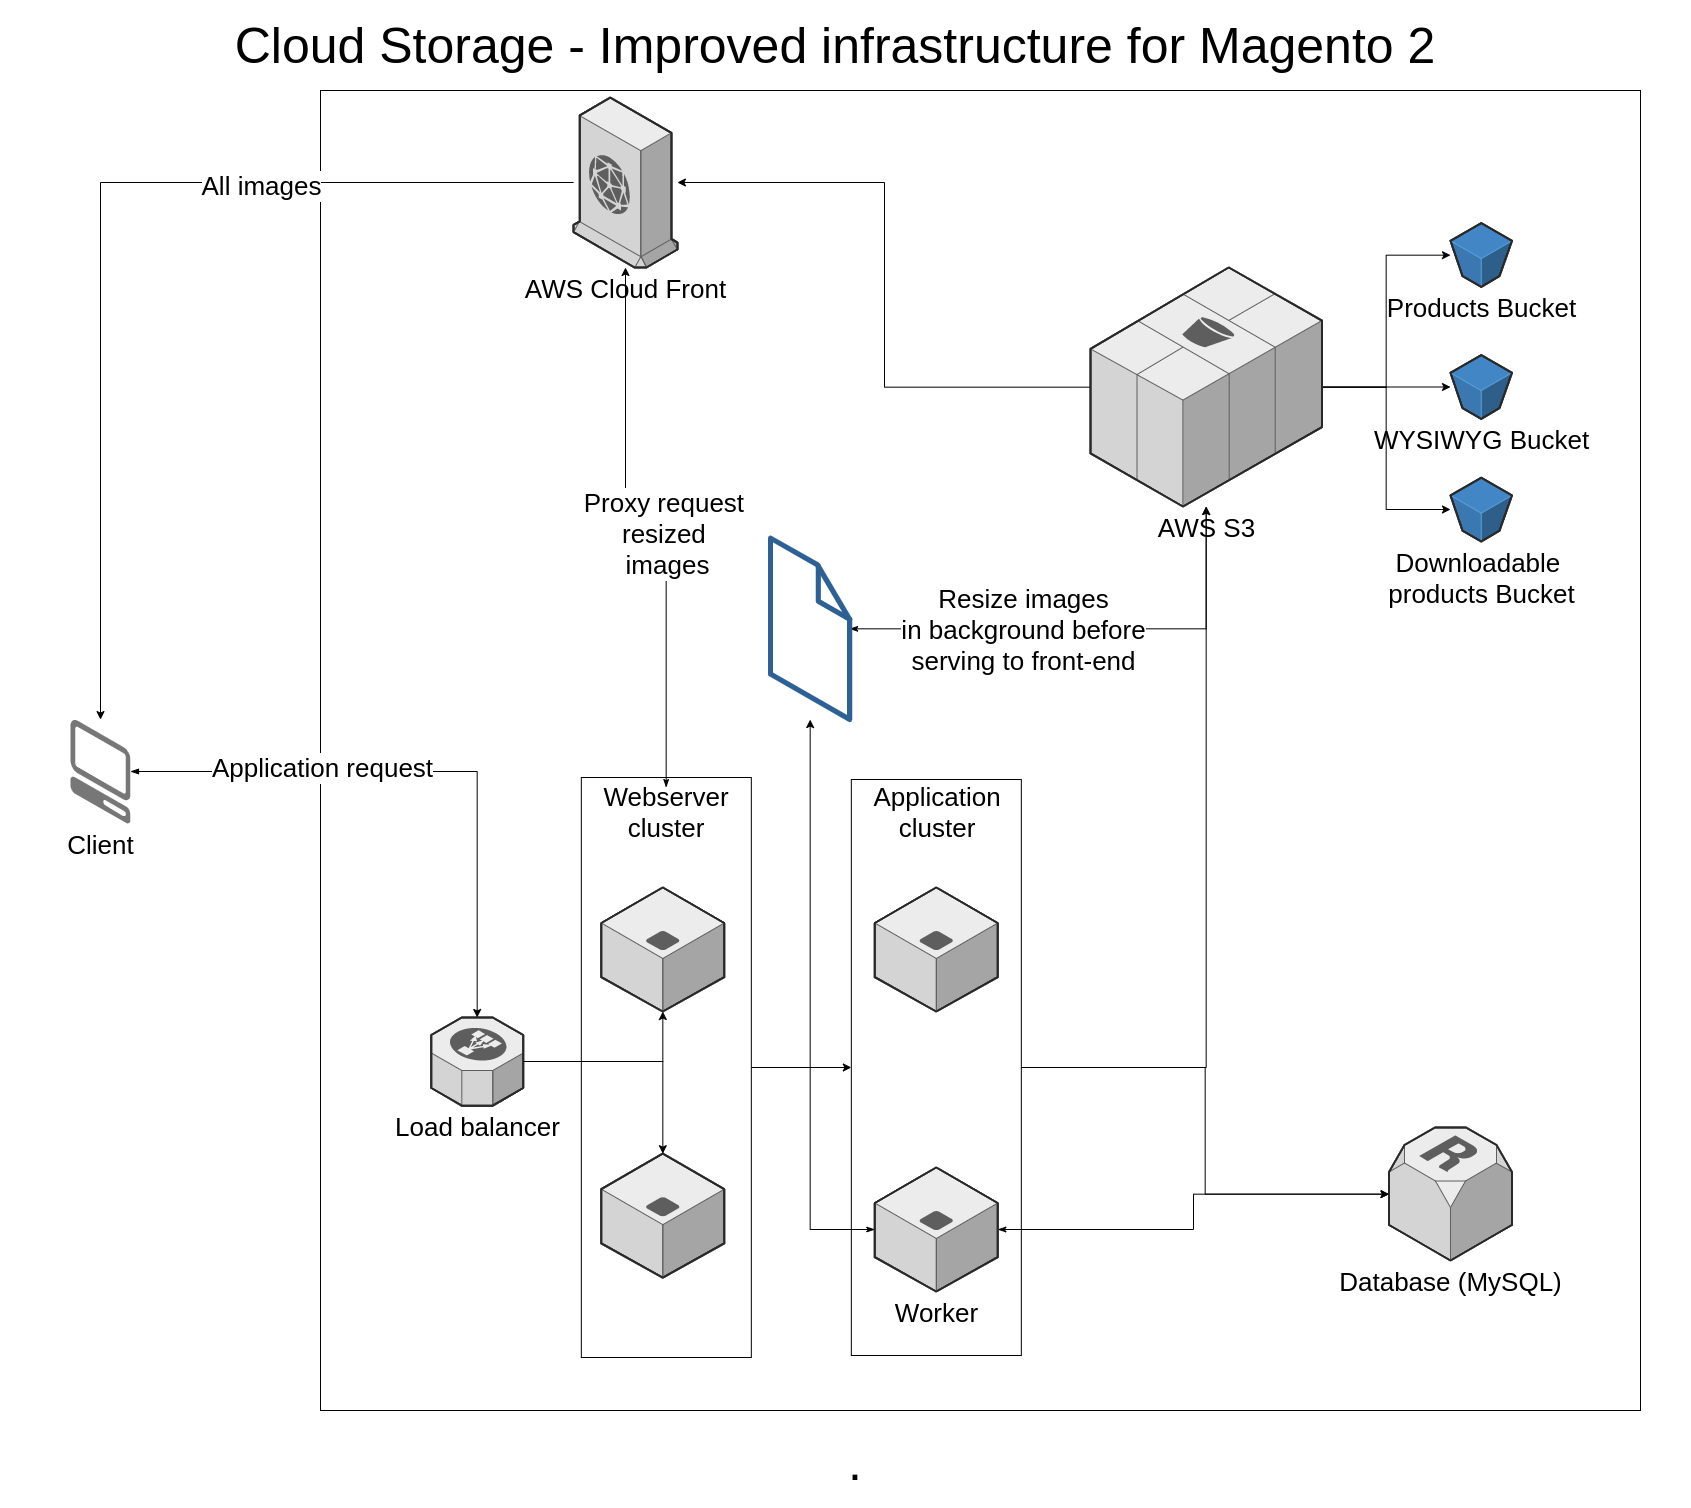 Cloud Storage - Improved infrastructure for Magento 2
All images
AWS Cloud Front
Products Bucket
WYSIWYG Bucket
Proxy request
resized
images
AWS S3
Downloadable
products Bucket
Resize images
in background before
serving to front-end
Application request
Client
Webserver
cluster
Application
cluster
Load balancer
R
Database (MySQL)
Worker
.